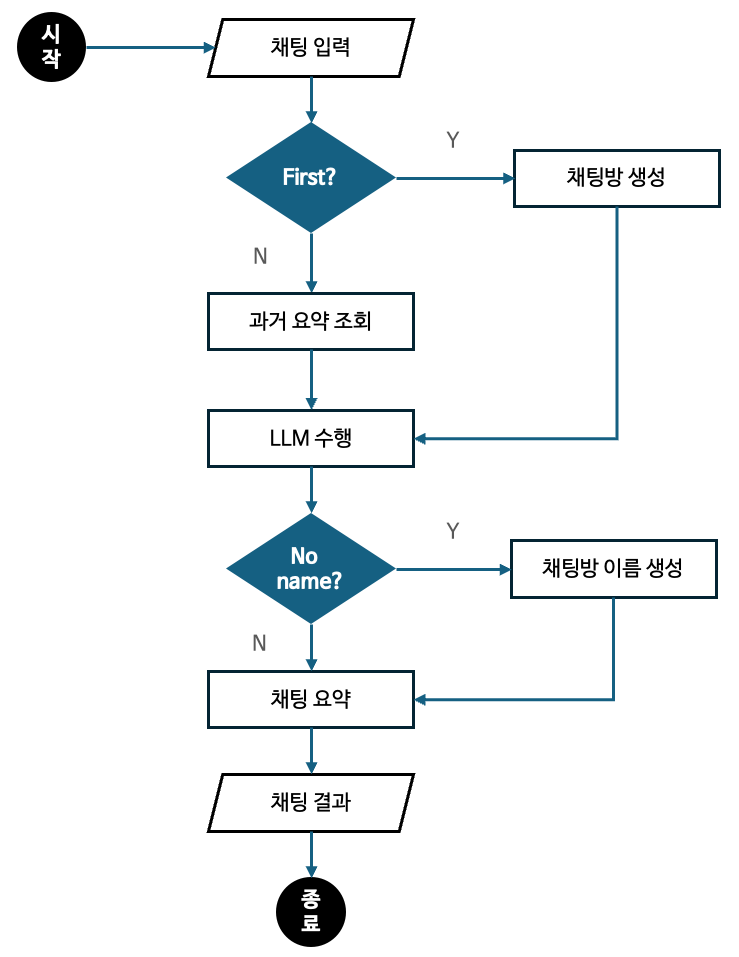 시
작
채팅 입력
First?
Y
채팅방 생성
N
과거 요약 조회
LLM 수행
No
name?
Y
채팅방 이름 생성
N
채팅 요약
채팅 결과
종
료